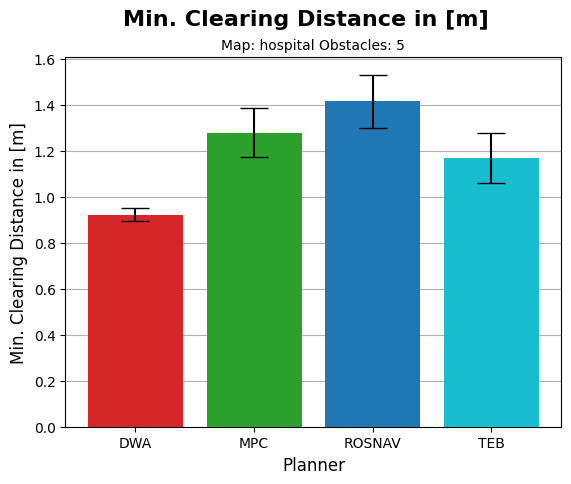 Min. Clearing Distance in [m]
Map: hospital Obstacles: 5
Min. Clearing Distance in [m]
1.6
1.4
1.2
1.0
0.8
0.6
0.4
0.2
0.0
DWA MPC ROSNAV TEB
Planner